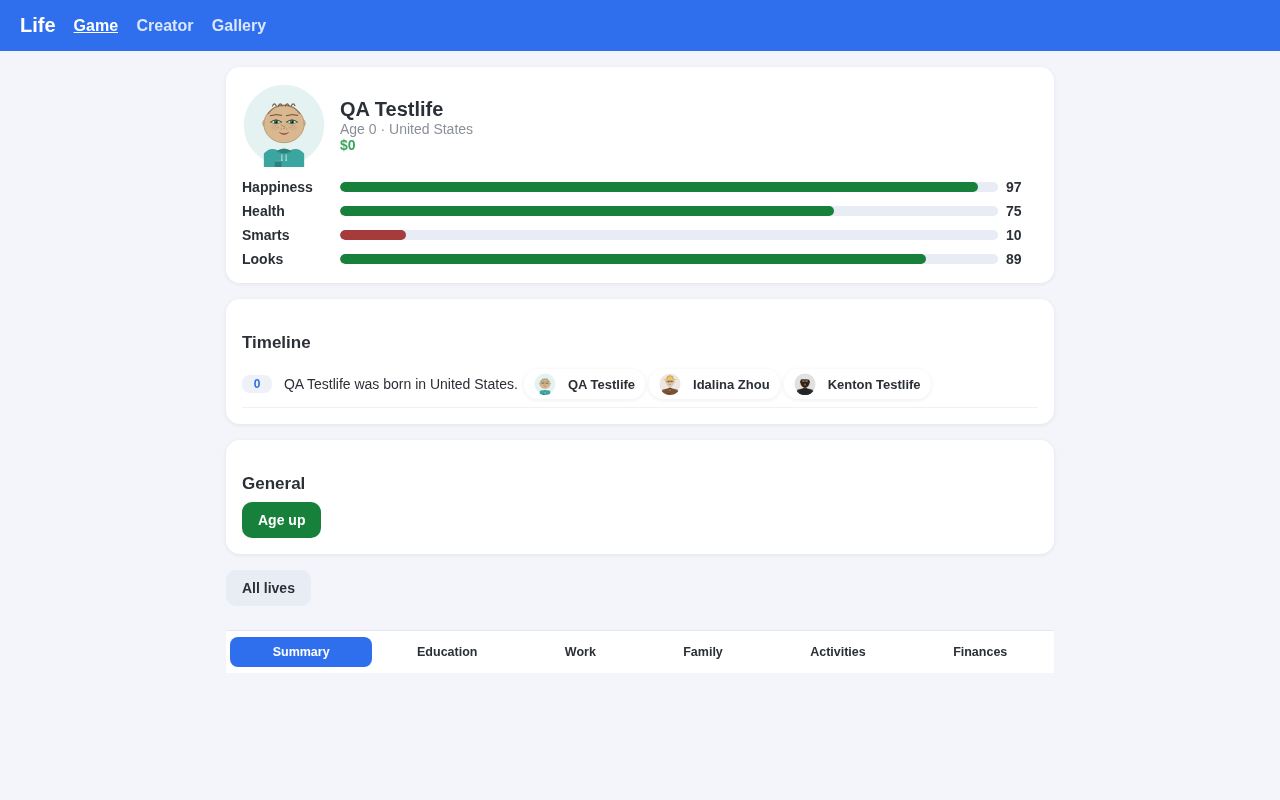 Life Game Creator Gallery
QA Testlife
Age 0 · United States
$0
Happiness 97
Health 75
Smarts 10
Looks 89
Timeline
0 QA Testlife was born in United States. QA Testlife Idalina Zhou Kenton Testlife
General
Age up
All lives
Summary Education Work Family Activities Finances